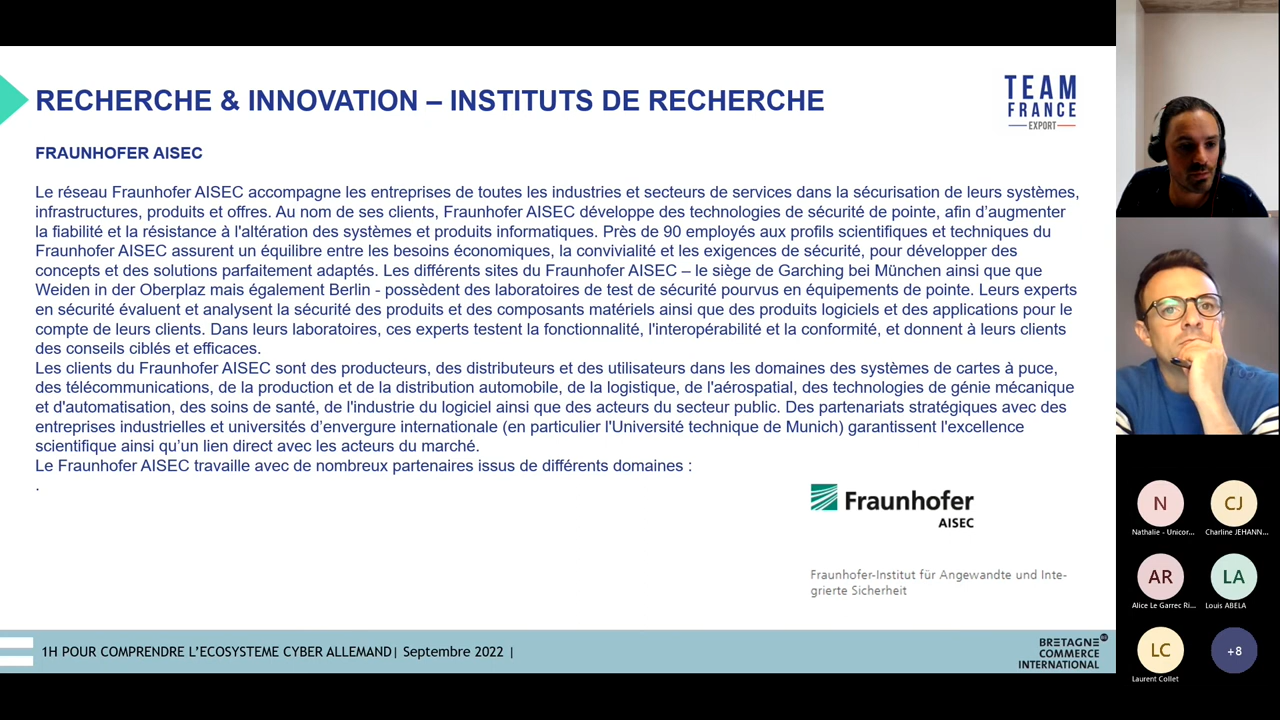 RECHERCHE & INNOVATION – INSTITUTS DE RECHERCHE
TEAM
FRANCE
EXPORT
FRAUNHOFER AISEC
Le réseau Fraunhofer AISEC accompagne les entreprises de toutes les industries et secteurs de services dans la sécurisation de leurs systèmes,
infrastructures, produits et offres. Au nom de ses clients, Fraunhofer AISEC développe des technologies de sécurité de pointe, afin d’augmenter
la fiabilité et la résistance à l'altération des systèmes et produits informatiques. Près de 90 employés aux profils scientifiques et techniques du
Fraunhofer AISEC assurent un équilibre entre les besoins économiques, la convivialité et les exigences de sécurité, pour développer des
concepts et des solutions parfaitement adaptés. Les différents sites du Fraunhofer AISEC – le siège de Garching bei München ainsi que que
Weiden in der Oberplaz mais également Berlin - possèdent des laboratoires de test de sécurité pourvus en équipements de pointe. Leurs experts
en sécurité évaluent et analysent la sécurité des produits et des composants matériels ainsi que des produits logiciels et des applications pour le
compte de leurs clients. Dans leurs laboratoires, ces experts testent la fonctionnalité, l'interopérabilité et la conformité, et donnent à leurs clients
des conseils ciblés et efficaces.
Les clients du Fraunhofer AISEC sont des producteurs, des distributeurs et des utilisateurs dans les domaines des systèmes de cartes à puce,
des télécommunications, de la production et de la distribution automobile, de la logistique, de l'aérospatial, des technologies de génie mécanique
et d'automatisation, des soins de santé, de l'industrie du logiciel ainsi que des acteurs du secteur public. Des partenariats stratégiques avec des
entreprises industrielles et universités d’envergure internationale (en particulier l'Université technique de Munich) garantissent l'excellence
scientifique ainsi qu’un lien direct avec les acteurs du marché.
Le Fraunhofer AISEC travaille avec de nombreux partenaires issus de différents domaines :
.
Fraunhofer
AISEC
Fraunhofer-Institut für Angewandte und Inte-
grierte Sicherheit
1H POUR COMPRENDRE L’ECOSYSTEME CYBER ALLEMAND| Septembre 2022 |
BRETAGNE
COMMERCE
INTERNATIONAL
N
Nathalie - Unicor...
CJ
Charline JEHANN...
AR
Alice Le Garrec Ri...
LA
Louis ABELA
LC
Laurent Collet
+8